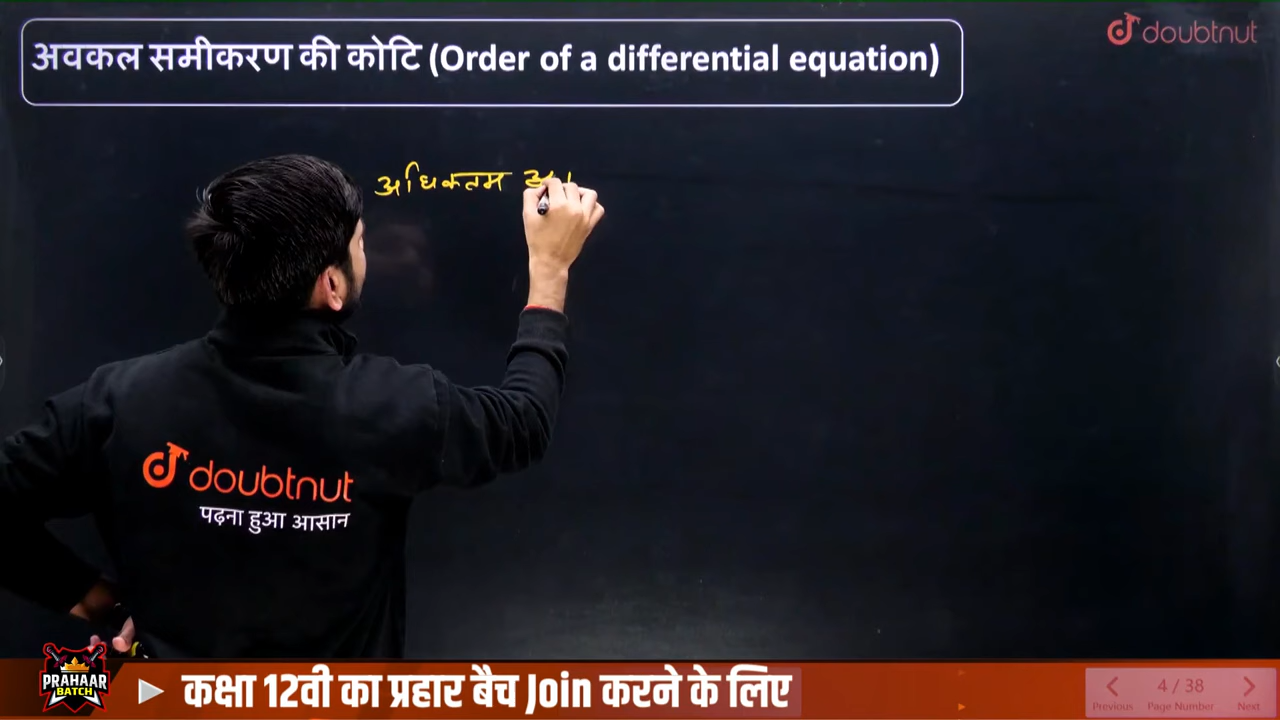 अवकल समीकरण की कोटि (Order of a differential equation)
doubtnut
अधिकतम
doubtnut
पढ़ना हुआ आसान
PRAHAAR
BATCH
कक्षा 12वी का प्रहार बैच Join करने के लिए
4 / 38
Previous Page Number Next